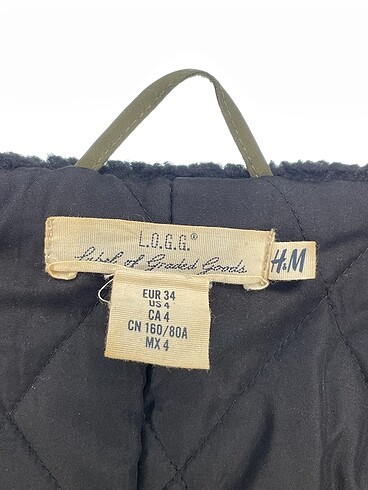 L.O.G.G.®
Label of Graded Goods
H&M
EUR 34
US 4
CA 4
CN 160/80A
MX 4